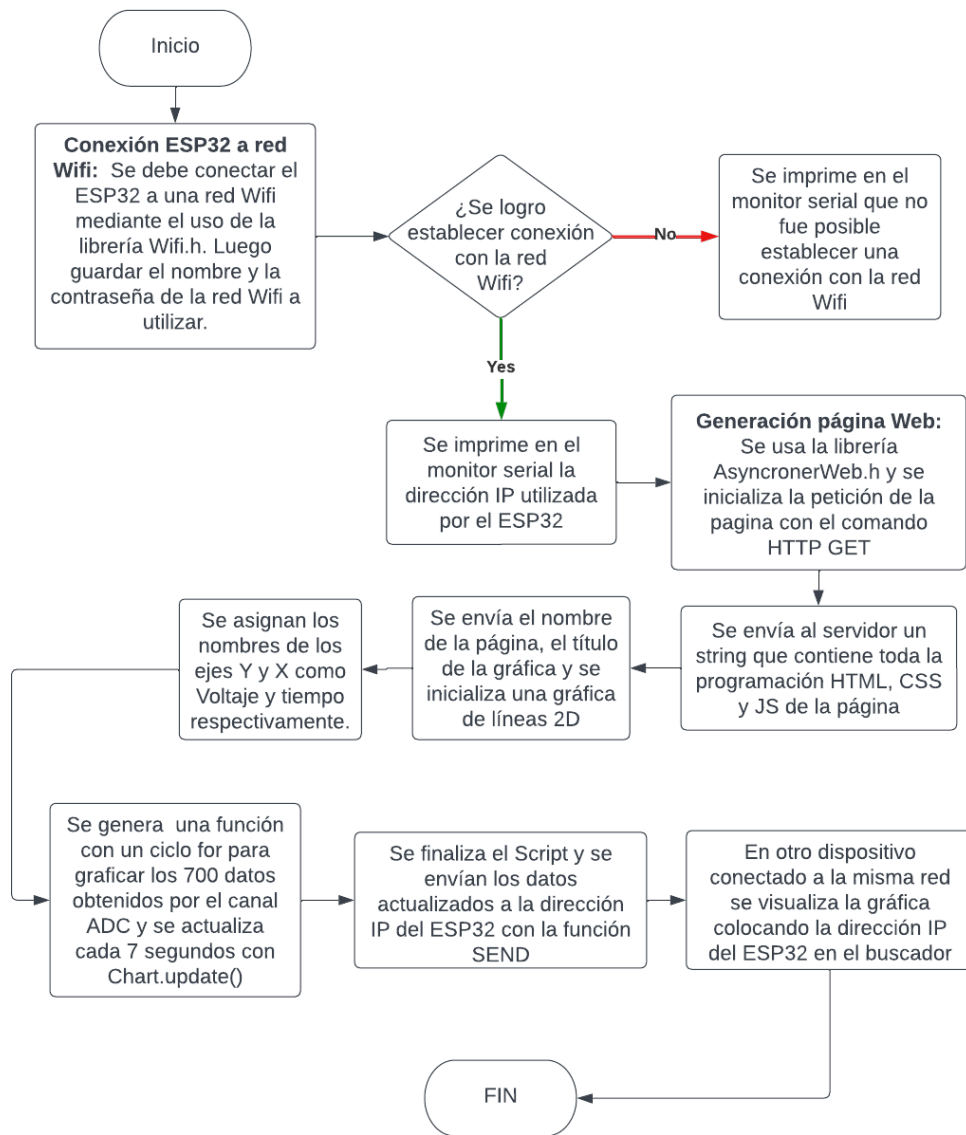 Inicio
Conexión ESP32 a red
Wifi: Se debe conectar el
ESP32 a una red Wifi
mediante el uso de la
librería Wifi.h. Luego
guardar el nombre y la
contraseña de la red Wifi a
utilizar.
¿Se logro
establecer conexión
con la red
Wifi?
No
Se imprime en el
monitor serial que no
fue posible
establecer una
conexión con la red
Wifi
Yes
Se imprime en el
monitor serial la
dirección IP utilizada
por el ESP32
Generación página Web:
Se usa la librería
AsyncronerWeb.h y se
inicializa la petición de la
pagina con el comando
HTTP GET
Se envía al servidor un
string que contiene toda la
programación HTML, CSS
y JS de la página
Se envía el nombre
de la página, el título
de la gráfica y se
inicializa una gráfica
de líneas 2D
Se asignan los
nombres de los
ejes Y y X como
Voltaje y tiempo
respectivamente.
Se genera una función
con un ciclo for para
graficar los 700 datos
obtenidos por el canal
ADC y se actualiza
cada 7 segundos con
Chart.update()
Se finaliza el Script y se
envían los datos
actualizados a la dirección
IP del ESP32 con la función
SEND
En otro dispositivo
conectado a la misma red
se visualiza la gráfica
colocando la dirección IP
del ESP32 en el buscador
FIN